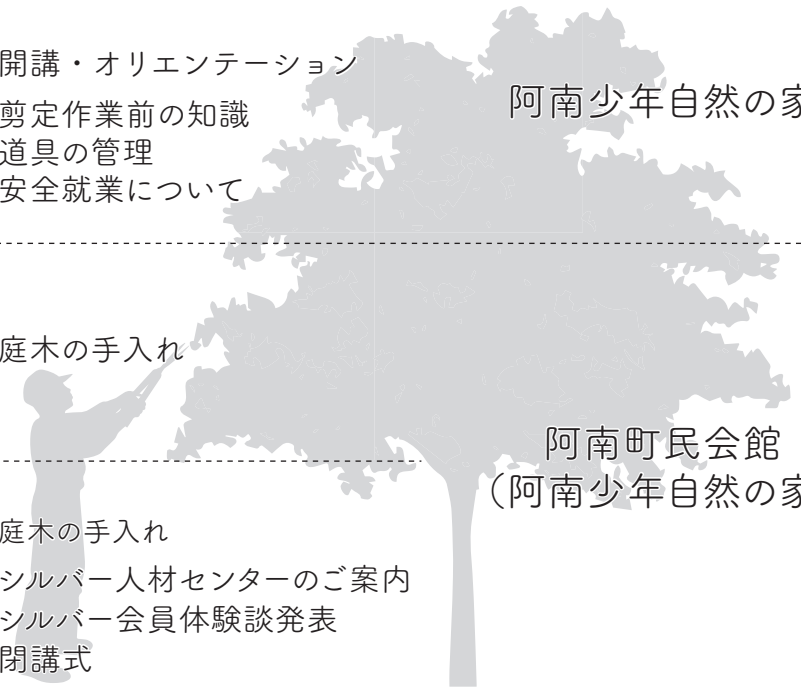 開講・オリエンテーション
剪定作業前の知識
道具の管理
安全就業について
阿南少年自然の家
庭木の手入れ
阿南町民会館
（阿南少年自然の家
庭木の手入れ
シルバー人材センターのご案内
シルバー会員体験談発表
閉講式